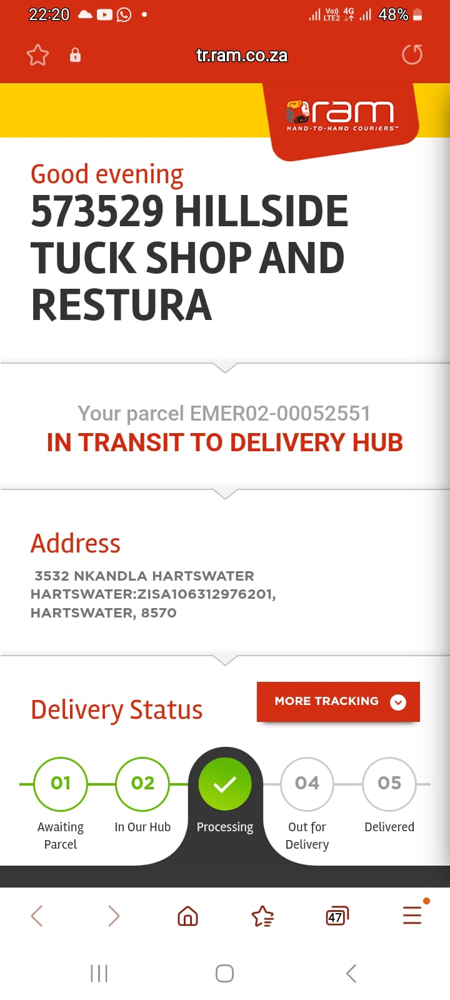 22:20
Vo)) 4G
LTE2
48%
tr.ram.co.za
ram
HAND-TO-HAND COURIERS™
Good evening
573529 HILLSIDE
TUCK SHOP AND
RESTURA
Your parcel EMER02-00052551
IN TRANSIT TO DELIVERY HUB
Address
3532 NKANDLA HARTSWATER
HARTSWATER:ZISA106312976201,
HARTSWATER, 8570
Delivery Status
MORE TRACKING
01
02
04
05
Awaiting
Parcel
In Our Hub
Processing
Out for
Delivery
Delivered
47